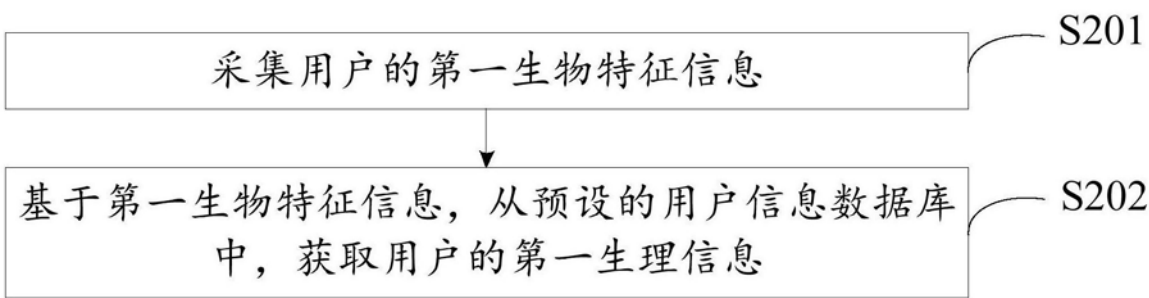 采集用户的第一生物特征信息
S201
基于第一生物特征信息，从预设的用户信息数据库
中，获取用户的第一生理信息
S202